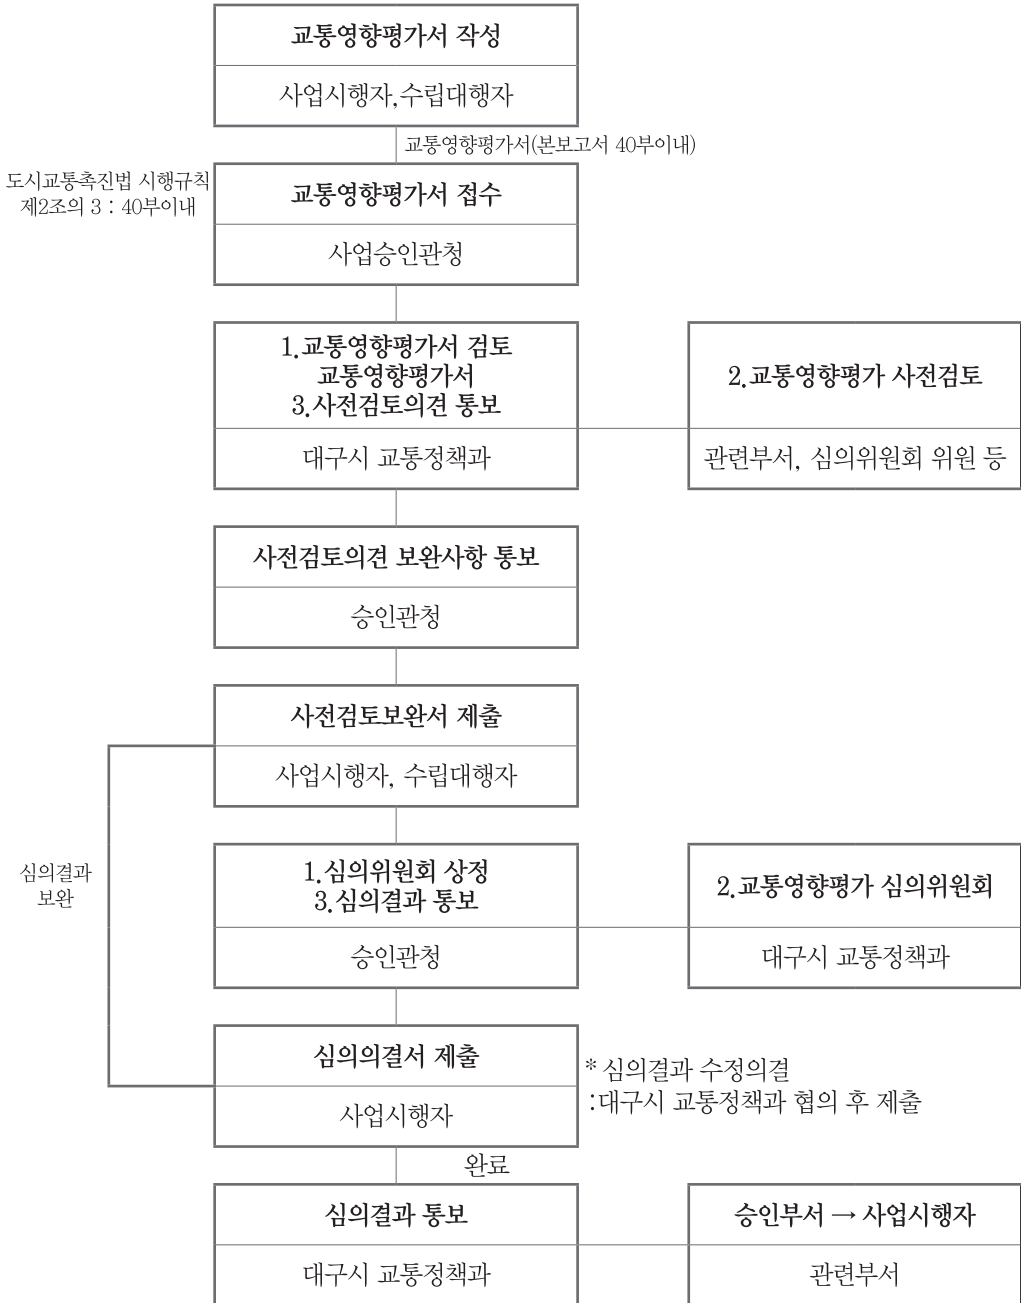 교통영향평가서 작성
사업시행자,수립대행자
교통영향평가서(본보고서 40부이내)
도시교통촉진법 시행규칙
제2조의 3 : 40부이내
교통영향평가서 접수
사업승인관청
1.교통영향평가서 검토
교통영향평가서
3.사전검토의견 통보
대구시 교통정책과
2.교통영향평가 사전검토
관련부서, 심의위원회 위원 등
사전검토의견 보완사항 통보
승인관청
사전검토보완서 제출
사업시행자, 수립대행자
심의결과
보완
1.심의위원회 상정
3.심의결과 통보
승인관청
2.교통영향평가 심의위원회
대구시 교통정책과
심의의결서 제출
사업시행자
* 심의결과 수정의결
:대구시 교통정책과 협의 후 제출
완료
심의결과 통보
대구시 교통정책과
승인부서 → 사업시행자
관련부서